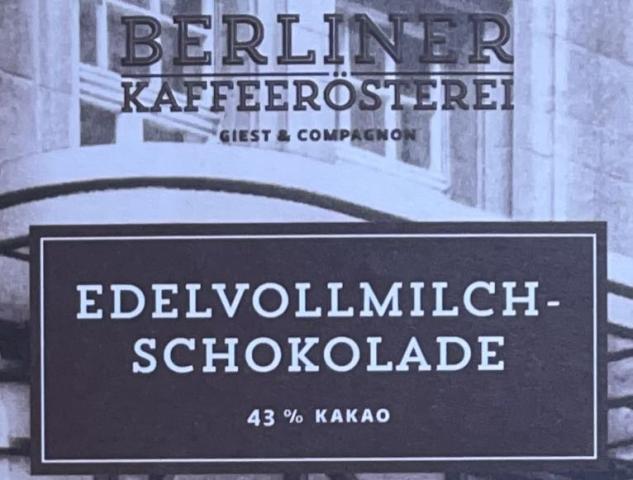 BERLINER
KAFFEERÖSTEREI
GIEST & COMPAGNON
EDELVOLLMILCH-
SCHOKOLADE
43 % KAKAO